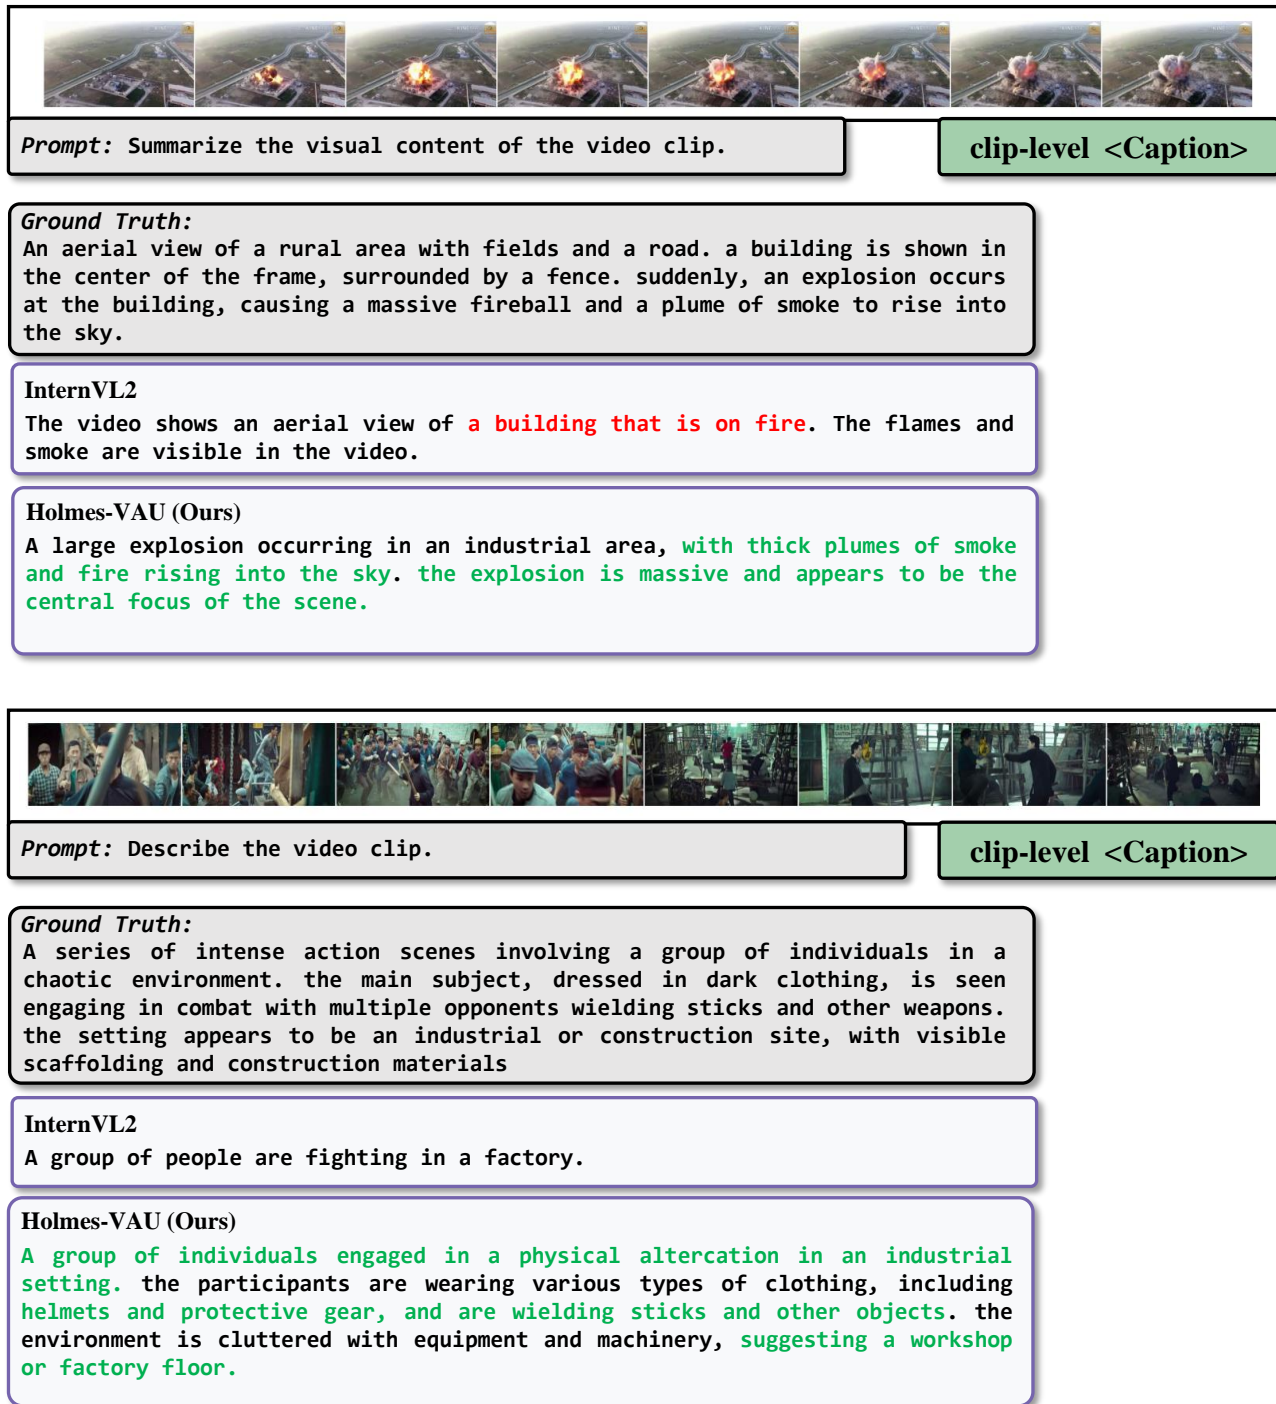 Prompt: Summarize the visual content of the video clip.
clip-level <Caption>
Ground Truth:
An aerial view of a rural area with fields and a road. a building is shown in
the center of the frame, surrounded by a fence. suddenly, an explosion occurs
at the building, causing a massive fireball and a plume of smoke to rise into
the sky.
InternVL2
The video shows an aerial view of a building that is on fire. The flames and
smoke are visible in the video.
Holmes-VAU (Ours)
A large explosion occurring in an industrial area, with thick plumes of smoke
and fire rising into the sky. the explosion is massive and appears to be the
central focus of the scene.
Prompt: Describe the video clip.
clip-level <Caption>
Ground Truth:
A series of intense action scenes involving a group of individuals in a
chaotic environment. the main subject, dressed in dark clothing, is seen
engaging in combat with multiple opponents wielding sticks and other weapons.
the setting appears to be an industrial or construction site, with visible
scaffolding and construction materials
InternVL2
A group of people are fighting in a factory.
Holmes-VAU (Ours)
A group of individuals engaged in a physical altercation in an industrial
setting. the participants are wearing various types of clothing, including
helmets and protective gear, and are wielding sticks and other objects. the
environment is cluttered with equipment and machinery, suggesting a workshop
or factory floor.